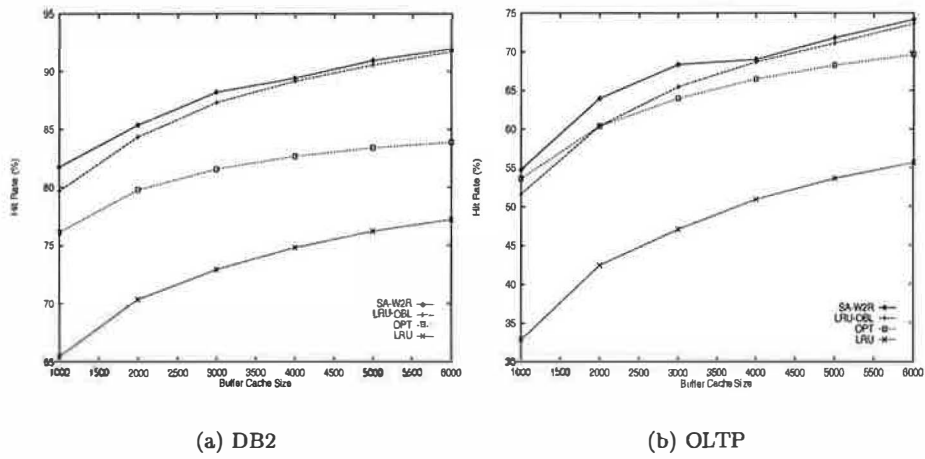 95
90
85
80
75
70
65
Hit Rate (%)
SA-W2R
LRU-OBL
OPT
LRU
1000 1500 2000 2500 3000 3500 4000 4500 5000 5500 6000
Buffer Cache Size
(a) DB2
75
70
65
60
55
50
45
40
35
30
Hit Rate (%)
SA-W2R
LRU-OBL
OPT
LRU
1000 1500 2000 2500 3000 3500 4000 4500 5000 5500 6000
Buffer Cache Size
(b) OLTP